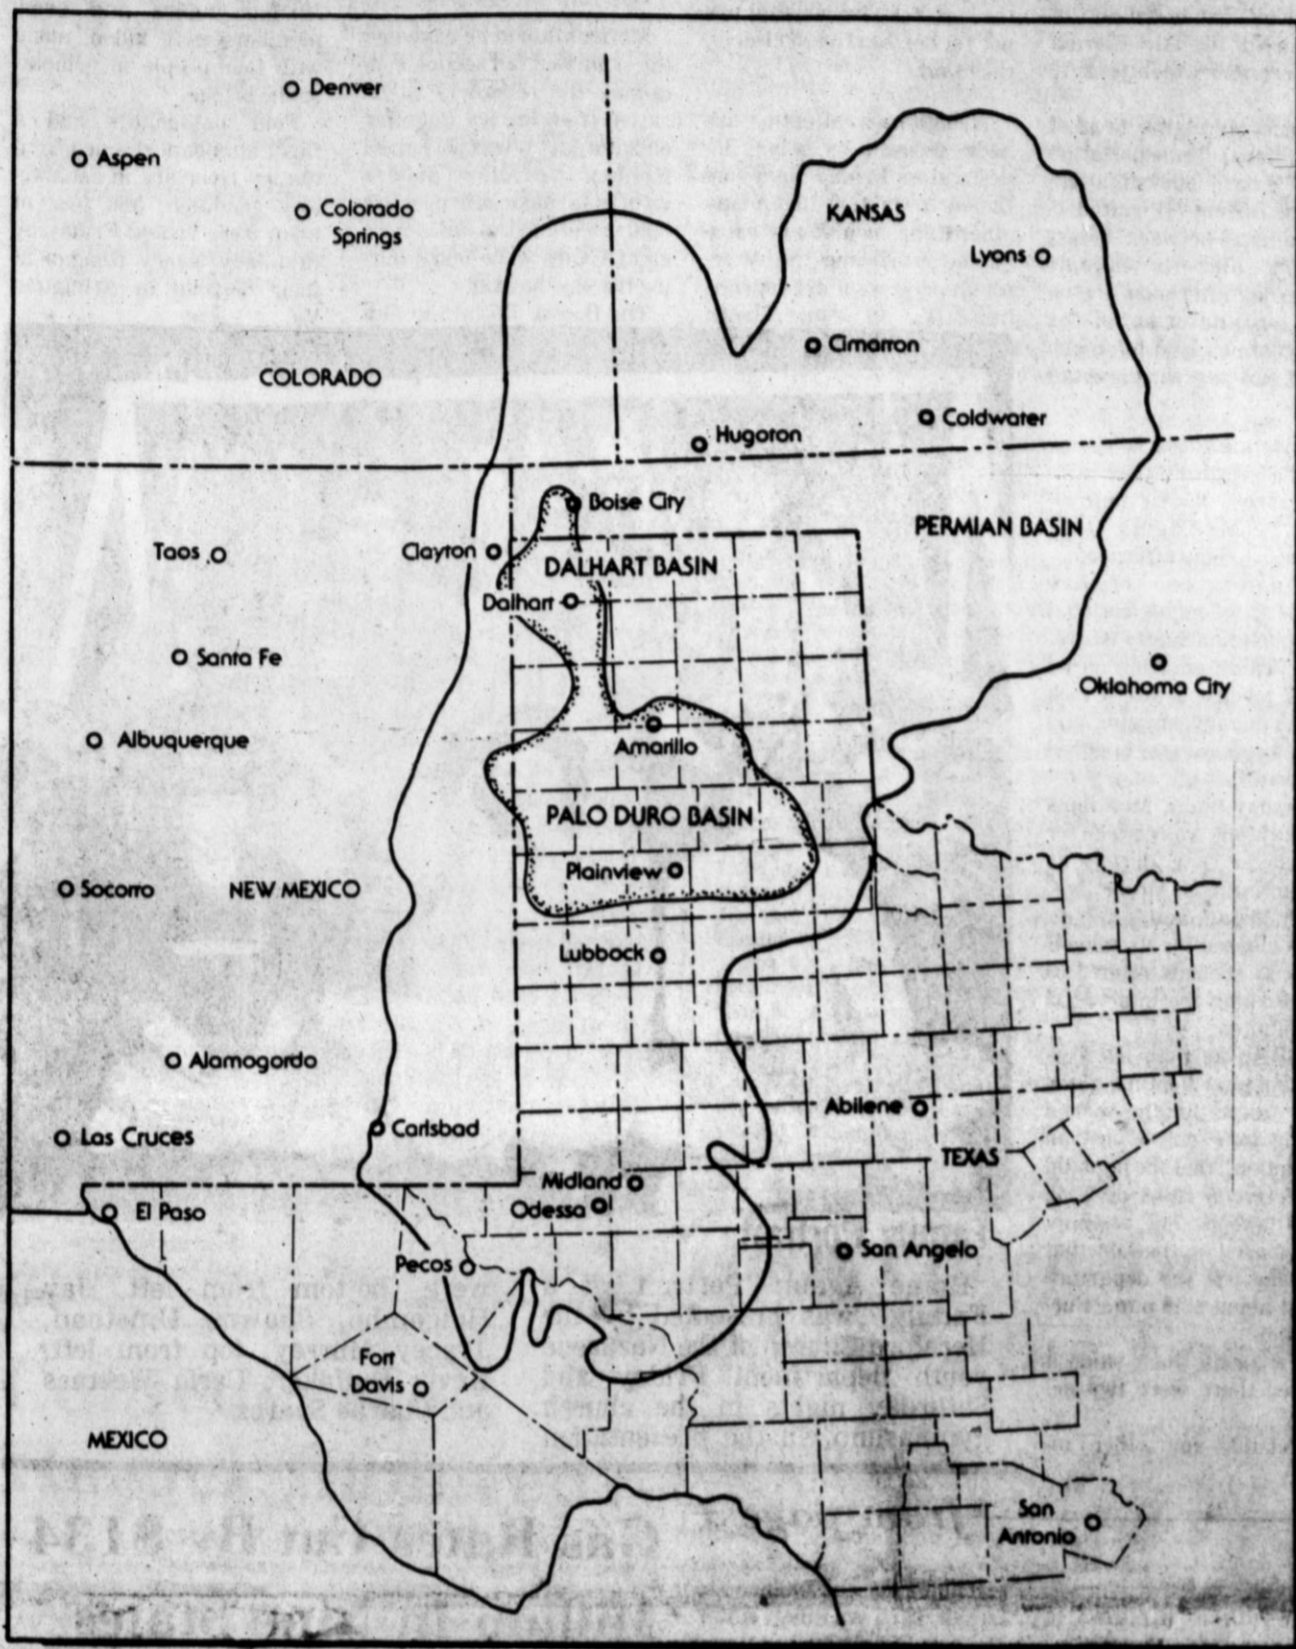 Denver
Aspen
Colorado
Springs
KANSAS
Lyons
Cimarron
COLORADO
Coldwater
Hugoton
Boise City
PERMIAN BASIN
Taos
Clayton
DALHART BASIN
Dalhart
Santa Fe
Oklahoma City
Albuquerque
Amarillo
PALO DURO BASIN
Plainview
Socorro
NEW MEXICO
Lubbock
Alamogordo
Abilene
Carlsbad
Las Cruces
TEXAS
Midland
Odessa
El Paso
San Angelo
Pecos
Fort
Davis
MEXICO
San
Antonio